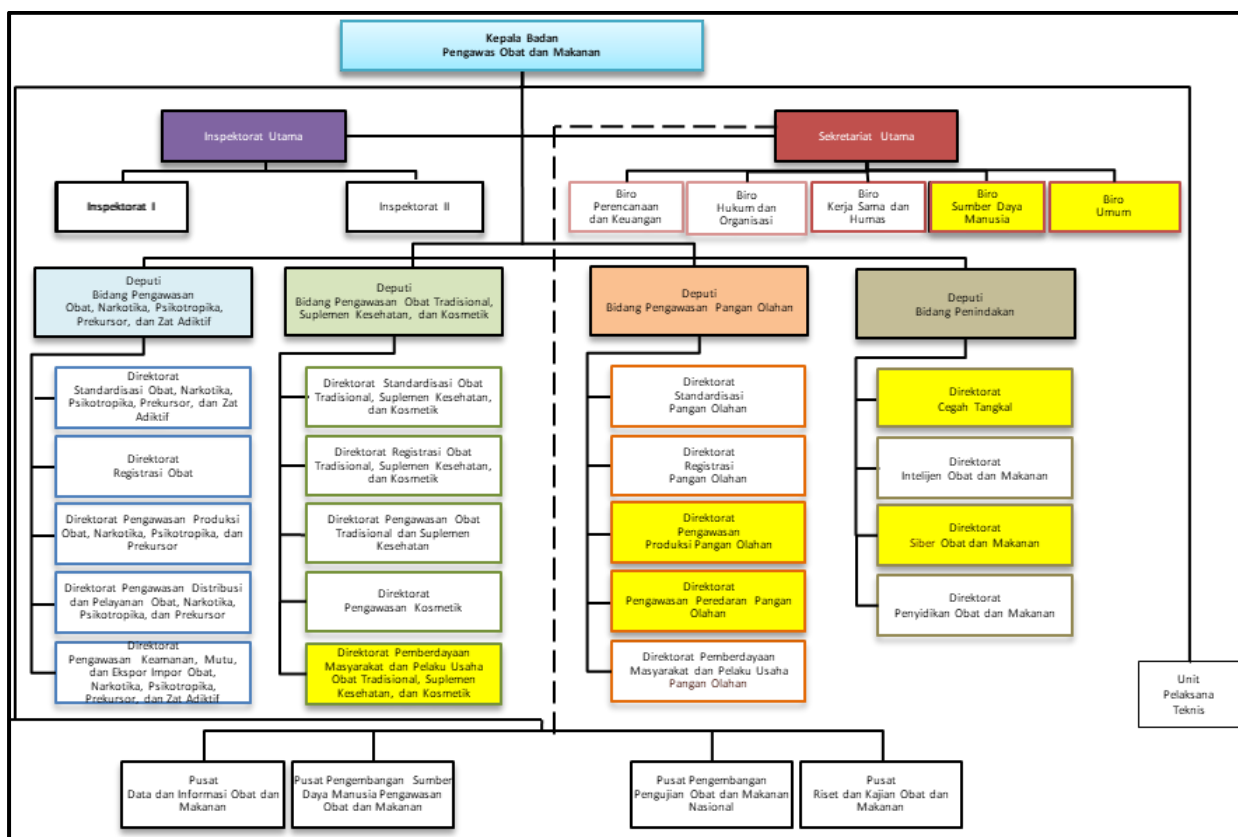 Kepala Badan
Pengawas Obat dan Makanan
Inspektorat Utama
Sekretariat Utama
Inspektorat I
Inspektorat II
Biro
Perencanaan
dan Keuangan
Biro
Hukum dan
Organisasi
Biro
Kerja Sama dan
Humas
Biro
Sumber Daya
Manusia
Biro
Umum
Deputi
Bidang Pengawasan
Obat, Narkotika, Psikotropika,
Prekursor, dan Zat Adiktif
Deputi
Bidang Pengawasan Obat Tradisional,
Suplemen Kesehatan, dan Kosmetik
Deputi
Bidang Pengawasan Pangan Olahan
Deputi
Bidang Penindakan
Direktorat
Standardisasi Obat, Narkotika,
Psikotropika, Prekursor, dan Zat
Adiktif
Direktorat
Registrasi Obat
Direktorat Pengawasan Produksi
Obat, Narkotika, Psikotropika, dan
Prekursor
Direktorat Pengawasan Distribusi
dan Pelayanan Obat, Narkotika,
Psikotropika, dan Prekursor
Direktorat
Pengawasan Keamanan, Mutu,
dan Ekspor Impor Obat,
Narkotika, Psikotropika,
Prekursor, dan Zat Adiktif
Direktorat Standardisasi Obat
Tradisional, Suplemen Kesehatan,
dan Kosmetik
Direktorat Registrasi Obat
Tradisional, Suplemen Kesehatan,
dan Kosmetik
Direktorat Pengawasan Obat
Tradisional dan Suplemen
Kesehatan
Direktorat
Pengawasan Kosmetik
Direktorat Pemberdayaan
Masyarakat dan Pelaku Usaha
Obat Tradisional, Suplemen
Kesehatan, dan Kosmetik
Direktorat
Standardisasi
Pangan Olahan
Direktorat
Registrasi
Pangan Olahan
Direktorat
Pengawasan
Produksi Pangan Olahan
Direktorat
Pengawasan Peredaran Pangan
Olahan
Direktorat Pemberdayaan
Masyarakat dan Pelaku Usaha
Pangan Olahan
Direktorat
Cegah Tangkal
Direktorat
Intelijen Obat dan Makanan
Direktorat
Siber Obat dan Makanan
Direktorat
Penyidikan Obat dan Makanan
Unit
Pelaksana
Teknis
Pusat
Data dan Informasi Obat dan
Makanan
Pusat Pengembangan Sumber
Daya Manusia Pengawasan
Obat dan Makanan
Pusat Pengembangan
Pengujian Obat dan Makanan
Nasional
Pusat
Riset dan Kajian Obat dan
Makanan